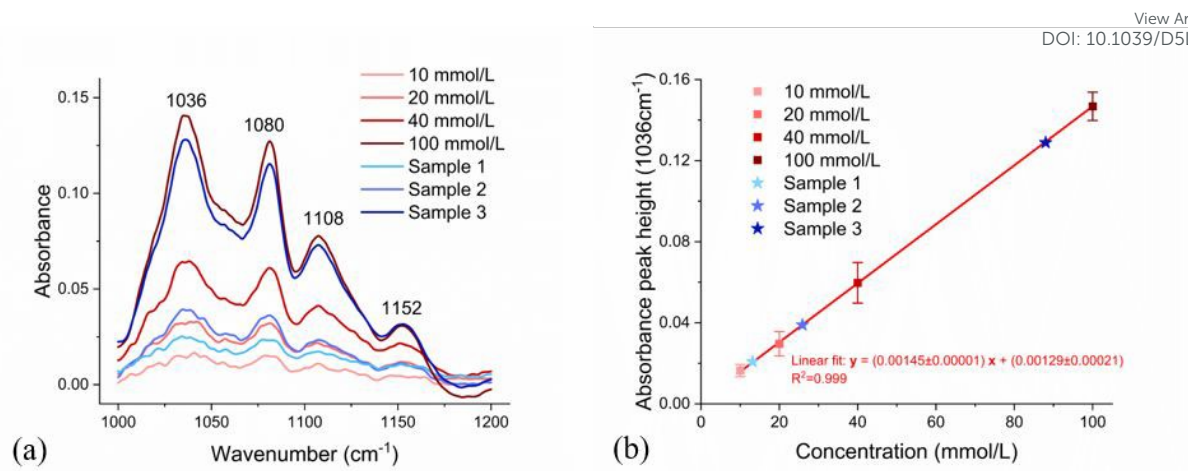 View Ar
DOI: 10.1039/D5
1036
1080
1108
1152
10 mmol/L
20 mmol/L
40 mmol/L
100 mmol/L
Sample 1
Sample 2
Sample 3
0.15
0.10
0.05
0.00
Absorbance
1000
1050
1100
1150
1200
Wavenumber (cm⁻¹)
(a)
10 mmol/L
20 mmol/L
40 mmol/L
100 mmol/L
Sample 1
Sample 2
Sample 3
Linear fit: y = (0.00145±0.00001) x + (0.00129±0.00021)
R²=0.999
0.16
0.12
0.08
0.04
0.00
Absorbance peak height (1036cm⁻¹)
0
20
40
60
80
100
Concentration (mmol/L)
(b)